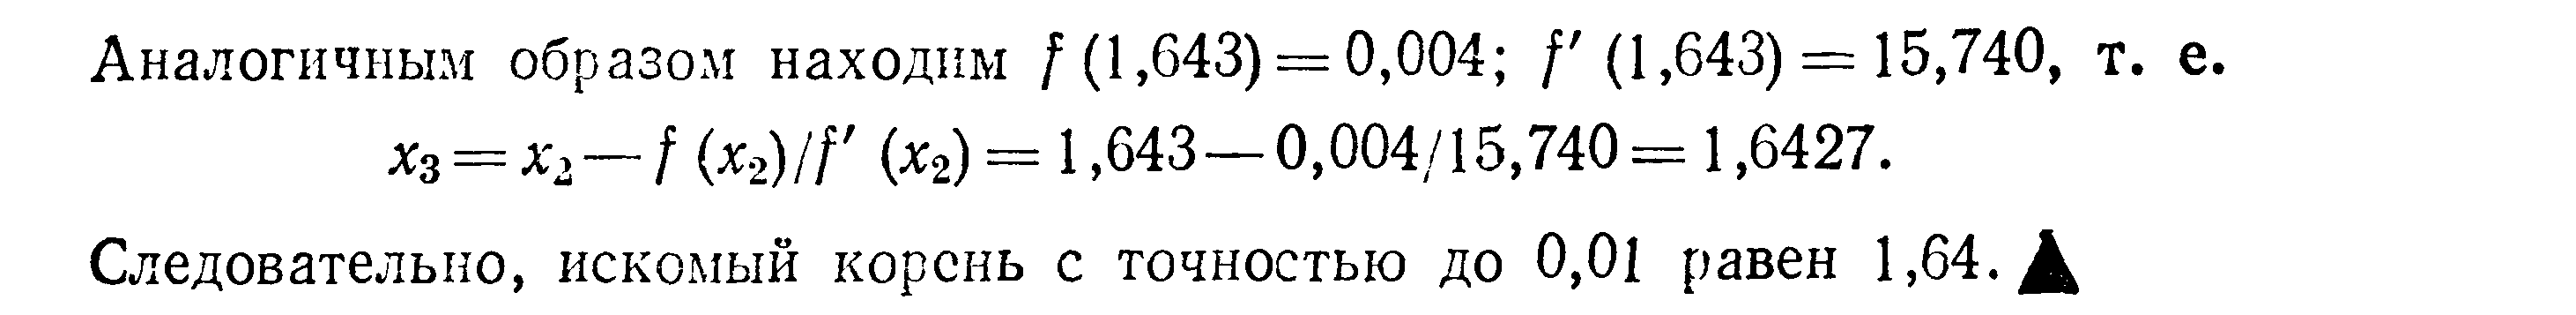 Аналогичным образом находим f (1,643) = 0,004; f′ (1,643) = 15,740, т. е.
x₃ = x₂ — f (x₂)/f′ (x₂) = 1,643 — 0,004/15,740 = 1,6427.
Следовательно, искомый корень с точностью до 0,01 равен 1,64. ▲